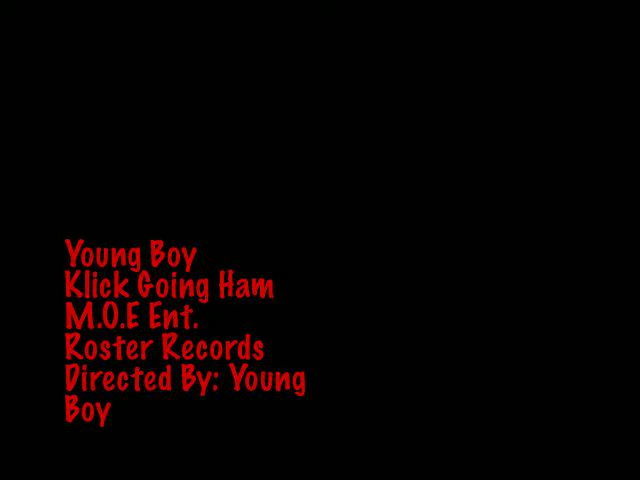 Young Boy
Klick Going Ham
M.O.E Ent.
Roster Records
Directed By: Young
Boy